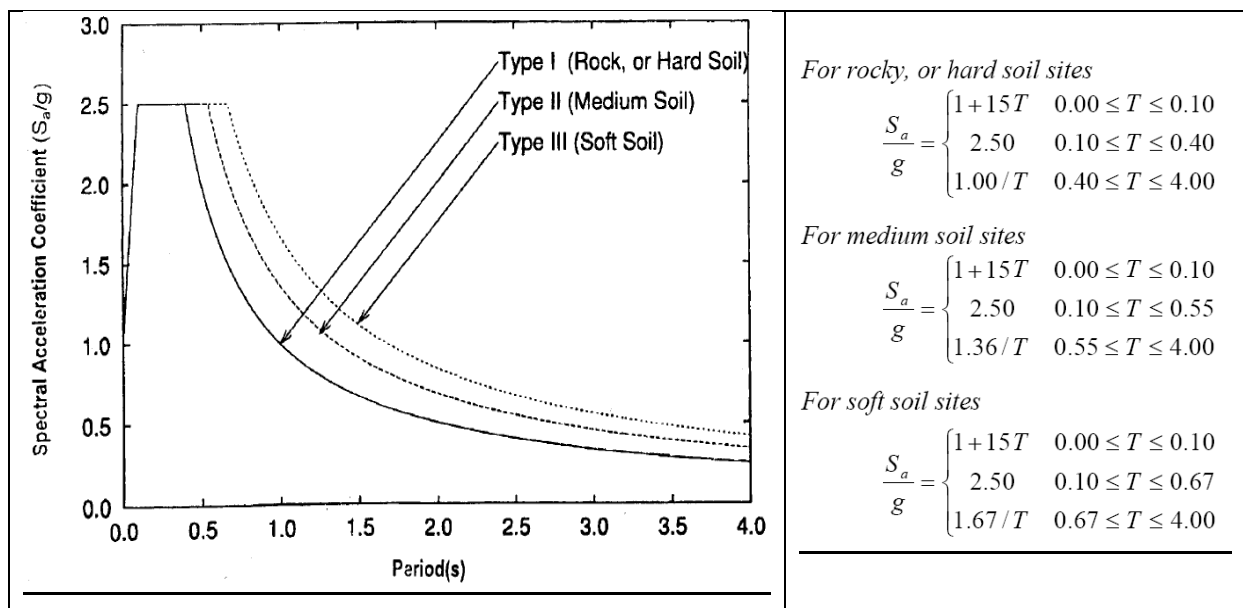 3.0
2.5
2.0
1.5
1.0
0.5
0.0
Spectral Acceleration Coefficient (Sa/g)
Type I (Rock, or Hard Soil)
Type II (Medium Soil)
Type III (Soft Soil)
0.0 0.5 1.0 1.5 2.0 2.5 3.0 3.5 4.0
Period(s)
For rocky, or hard soil sites
1+15T 0.00 ≤ T ≤ 0.10
Sa/g = { 2.50 0.10 ≤ T ≤ 0.40
1.00/T 0.40 ≤ T ≤ 4.00
For medium soil sites
1+15T 0.00 ≤ T ≤ 0.10
Sa/g = { 2.50 0.10 ≤ T ≤ 0.55
1.36/T 0.55 ≤ T ≤ 4.00
For soft soil sites
1+15T 0.00 ≤ T ≤ 0.10
Sa/g = { 2.50 0.10 ≤ T ≤ 0.67
1.67/T 0.67 ≤ T ≤ 4.00